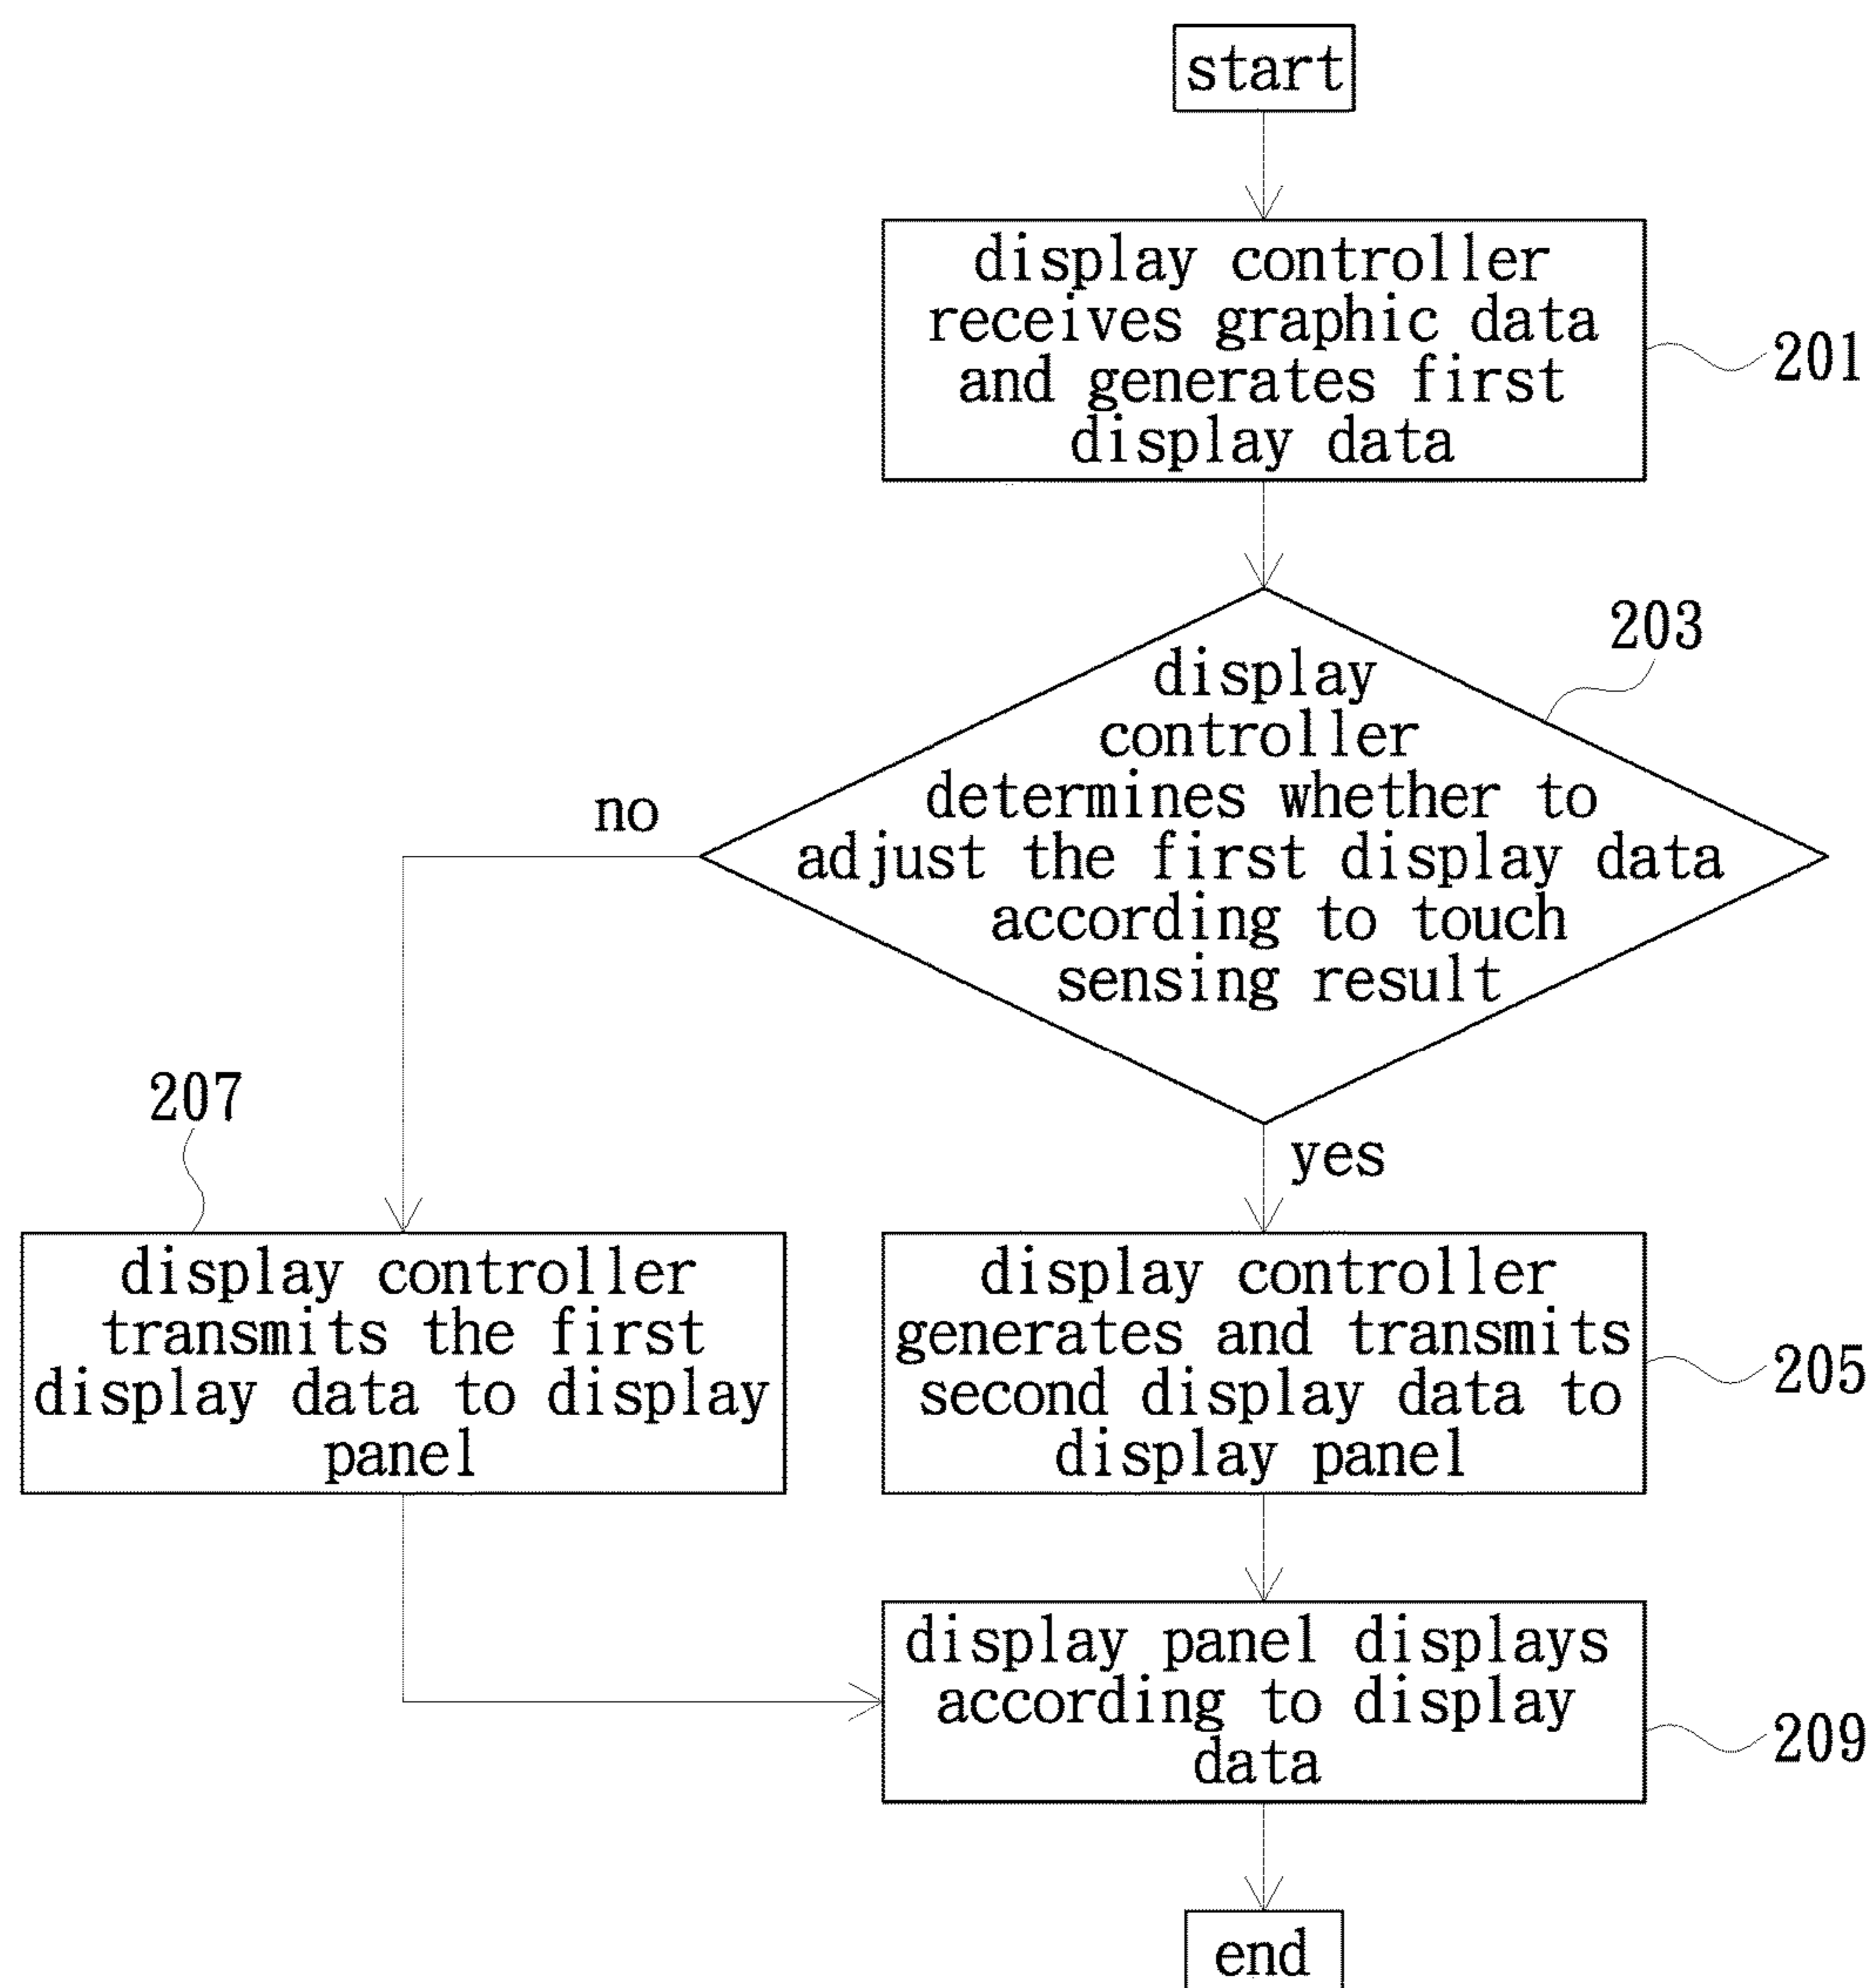 start
display controller
receives graphic data
and generates first
display data
201
203
display
controller
determines whether to
adjust the first display data
according to touch
sensing result
no
yes
207
display controller
transmits the first
display data to display
panel
display controller
generates and transmits
second display data to
display panel
205
display panel displays
according to display
data
209
end